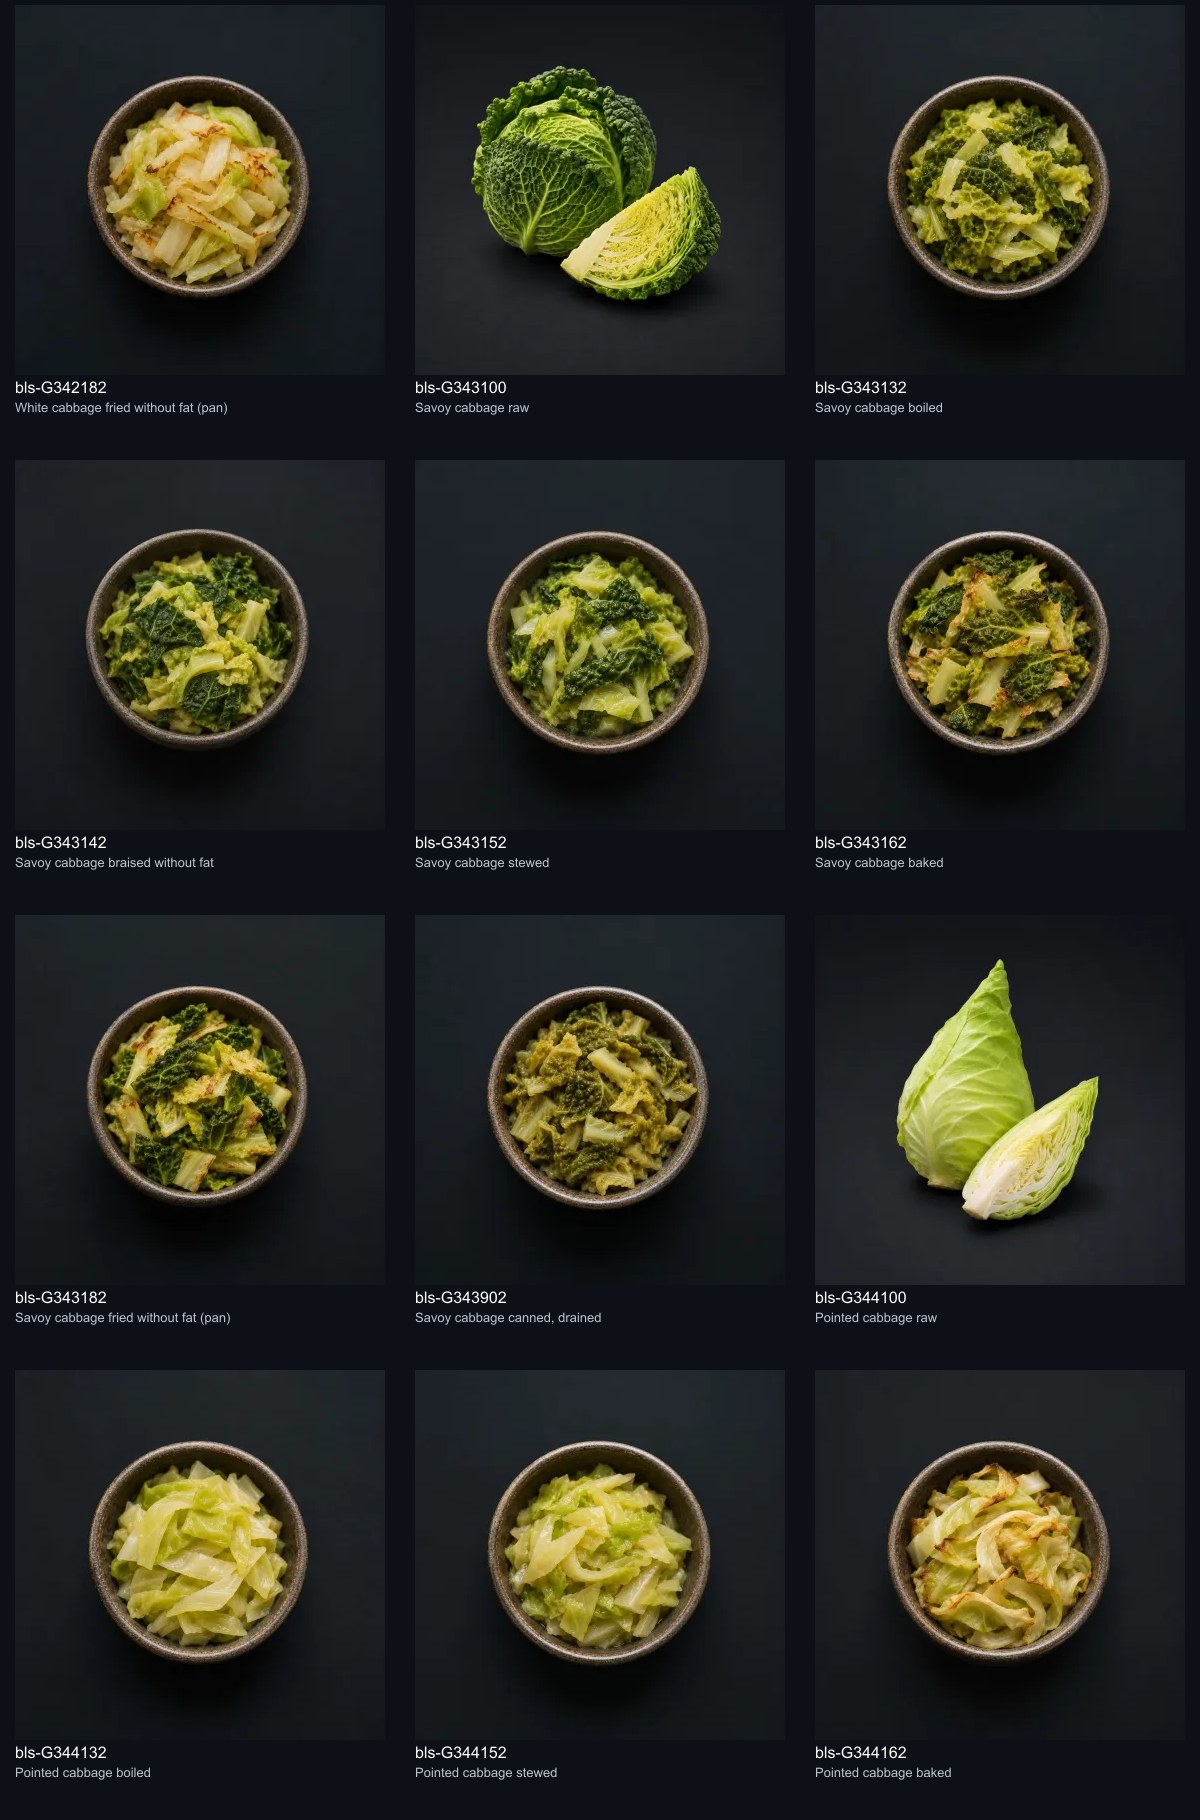 bls-G342182
White cabbage fried without fat (pan)
bls-G343100
Savoy cabbage raw
bls-G343132
Savoy cabbage boiled
bls-G343142
Savoy cabbage braised without fat
bls-G343152
Savoy cabbage stewed
bls-G343162
Savoy cabbage baked
bls-G343182
Savoy cabbage fried without fat (pan)
bls-G343902
Savoy cabbage canned, drained
bls-G344100
Pointed cabbage raw
bls-G344132
Pointed cabbage boiled
bls-G344152
Pointed cabbage stewed
bls-G344162
Pointed cabbage baked